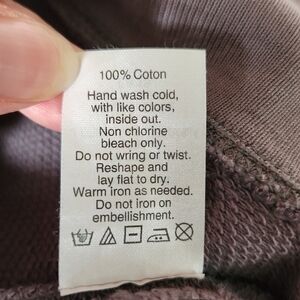 100% Coton
Hand wash cold,
with like colors,
inside out.
Non chlorine
bleach only.
Do not wring or twist.
Reshape and
lay flat to dry.
Warm iron as needed.
Do not iron on
embellishment.